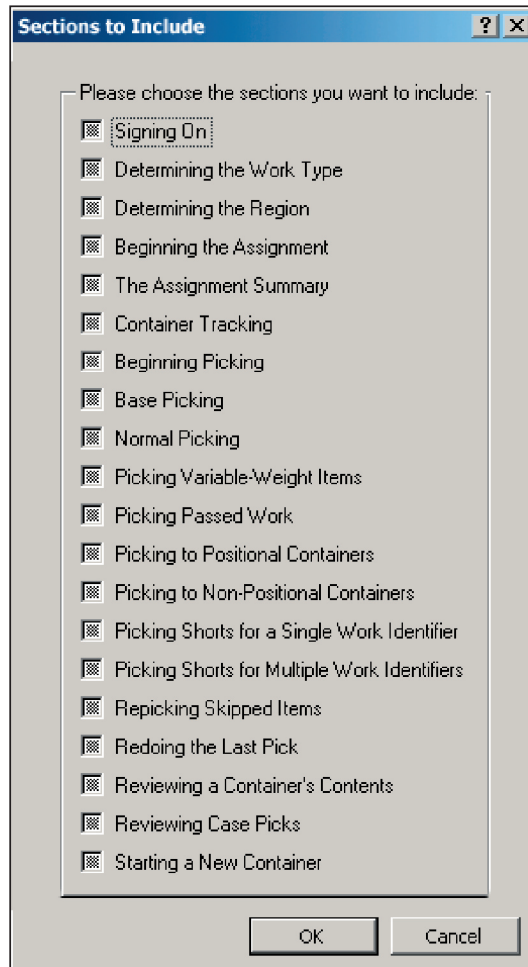 Sections to Include
Please choose the sections you want to include:
Signing On
Determining the Work Type
Determining the Region
Beginning the Assignment
The Assignment Summary
Container Tracking
Beginning Picking
Base Picking
Normal Picking
Picking Variable-Weight Items
Picking Passed Work
Picking to Positional Containers
Picking to Non-Positional Containers
Picking Shorts for a Single Work Identifier
Picking Shorts for Multiple Work Identifiers
Repicking Skipped Items
Redoing the Last Pick
Reviewing a Container's Contents
Reviewing Case Picks
Starting a New Container
OK Cancel